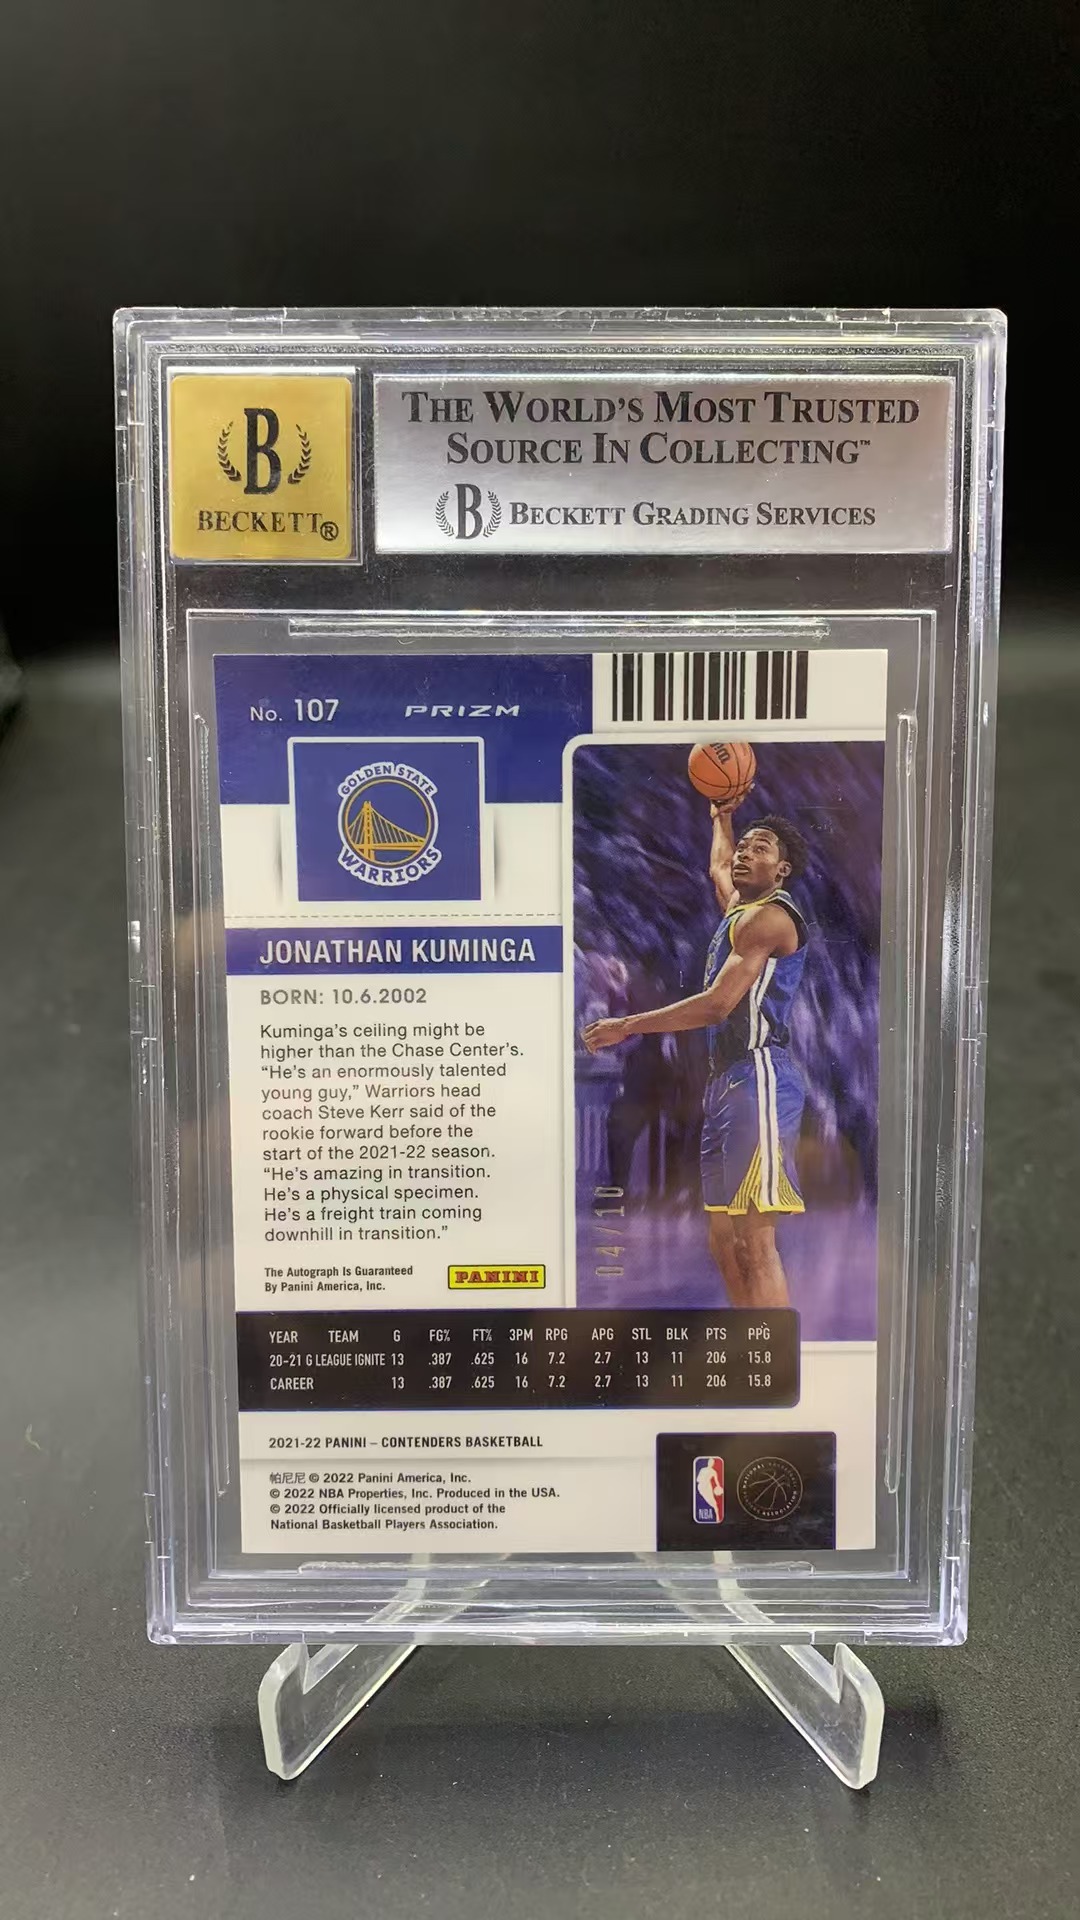 B
BECKETT®
THE WORLD'S MOST TRUSTED
SOURCE IN COLLECTING™
B BECKETT GRADING SERVICES
No. 107 PRIZM
GOLDEN STATE
WARRIORS
JONATHAN KUMINGA
BORN: 10.6.2002
Kuminga's ceiling might be
higher than the Chase Center's.
“He's an enormously talented
young guy,” Warriors head
coach Steve Kerr said of the
rookie forward before the
start of the 2021-22 season.
“He's amazing in transition.
He's a physical specimen.
He's a freight train coming
downhill in transition.”
04/10
The Autograph Is Guaranteed
By Panini America, Inc.
PANINI
YEAR TEAM G FG% FT% 3PM RPG APG STL BLK PTS PPG
20-21 G LEAGUE IGNITE 13 .387 .625 16 7.2 2.7 13 11 206 15.8
CAREER 13 .387 .625 16 7.2 2.7 13 11 206 15.8
2021-22 PANINI – CONTENDERS BASKETBALL
帕尼尼 © 2022 Panini America, Inc.
© 2022 NBA Properties, Inc. Produced in the USA.
© 2022 Officially licensed product of the
National Basketball Players Association.
NBA